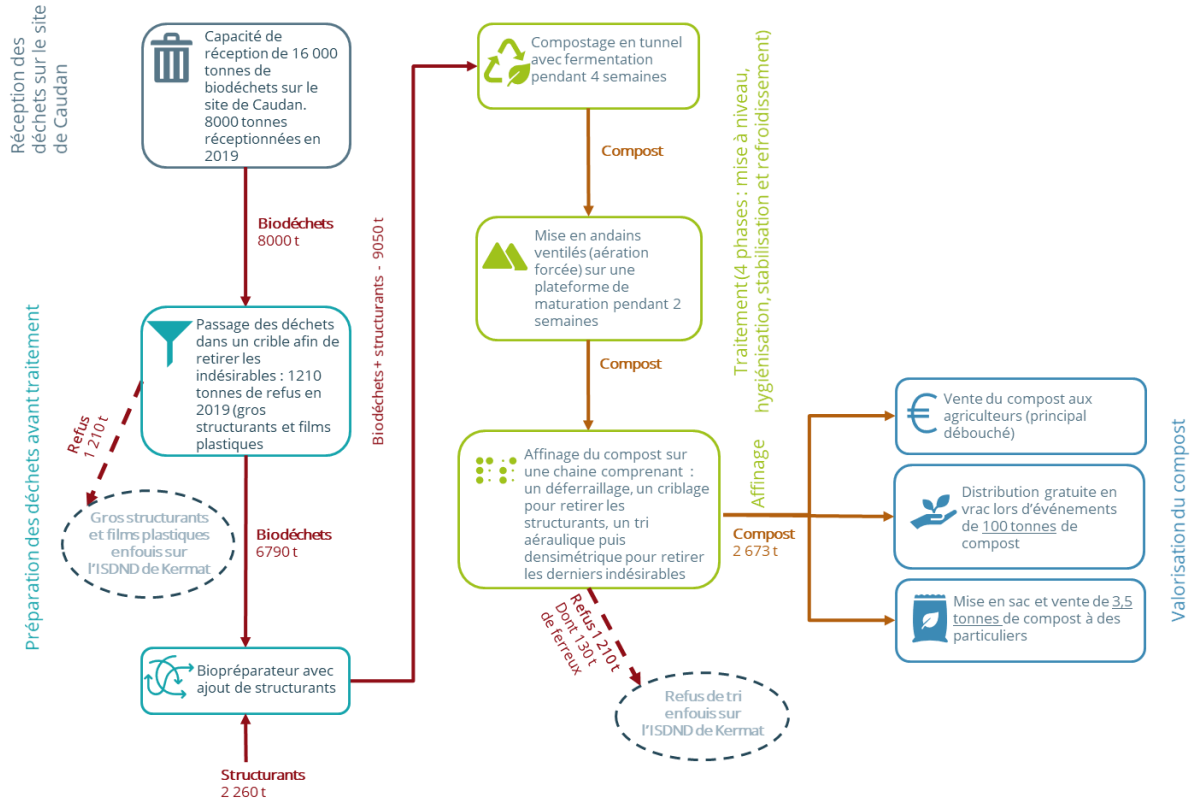 Réception des
déchets sur le site
de Caudan
Capacité de
réception de 16 000
tonnes de
biodéchets sur le
site de Caudan.
8000 tonnes
réceptionnées en
2019
Biodéchets
8000 t
Préparation des déchets avant traitement
Passage des déchets
dans un crible afin de
retirer les
indésirables : 1210
tonnes de refus en
2019 (gros
structurants et films
plastiques
Refus
1 210 t
Gros structurants
et films plastiques
enfouis sur
l'ISDND de Kermat
Biodéchets
6790 t
Biopréparateur avec
ajout de structurants
Structurants
2 260 t
Biodéchets + structurants - 9050 t
Compostage en tunnel
avec fermentation
pendant 4 semaines
Compost
Mise en andains
ventilés (aération
forcée) sur une
plateforme de
maturation pendant 2
semaines
Compost
Traitement (4 phases : mise à niveau,
hygiénisation, stabilisation et refroidissement)
Affinage du compost sur
une chaine comprenant :
un déferraillage, un criblage
pour retirer les
structurants, un tri
aéraulique puis
densimétrique pour retirer
les derniers indésirables
Affinage
Compost
2 673 t
Refus 1 210 t
Dont 130 t
de ferreux
Refus de tri
enfouis sur
l'ISDND de Kermat
Vente du compost aux
agriculteurs (principal
débouché)
Distribution gratuite en
vrac lors d'événements
de 100 tonnes de
compost
Mise en sac et vente de 3,5
tonnes de compost à des
particuliers
Valorisation du compost